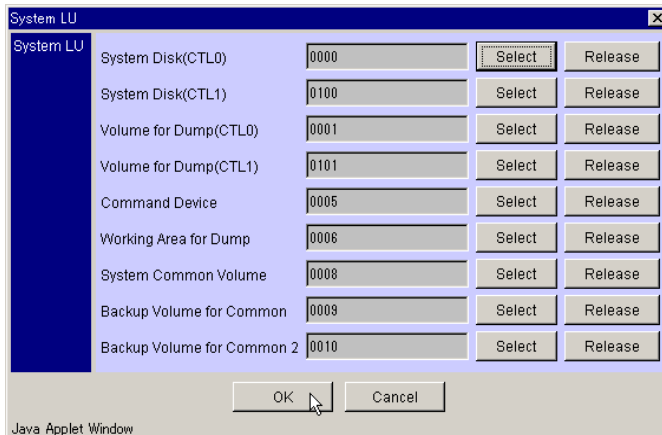 System LU
System LU
System Disk(CTL0) 0000 Select Release
System Disk(CTL1) 0100 Select Release
Volume for Dump(CTL0) 0001 Select Release
Volume for Dump(CTL1) 0101 Select Release
Command Device 0005 Select Release
Working Area for Dump 0006 Select Release
System Common Volume 0008 Select Release
Backup Volume for Common 0009 Select Release
Backup Volume for Common 2 0010 Select Release
OK Cancel
Java Applet Window